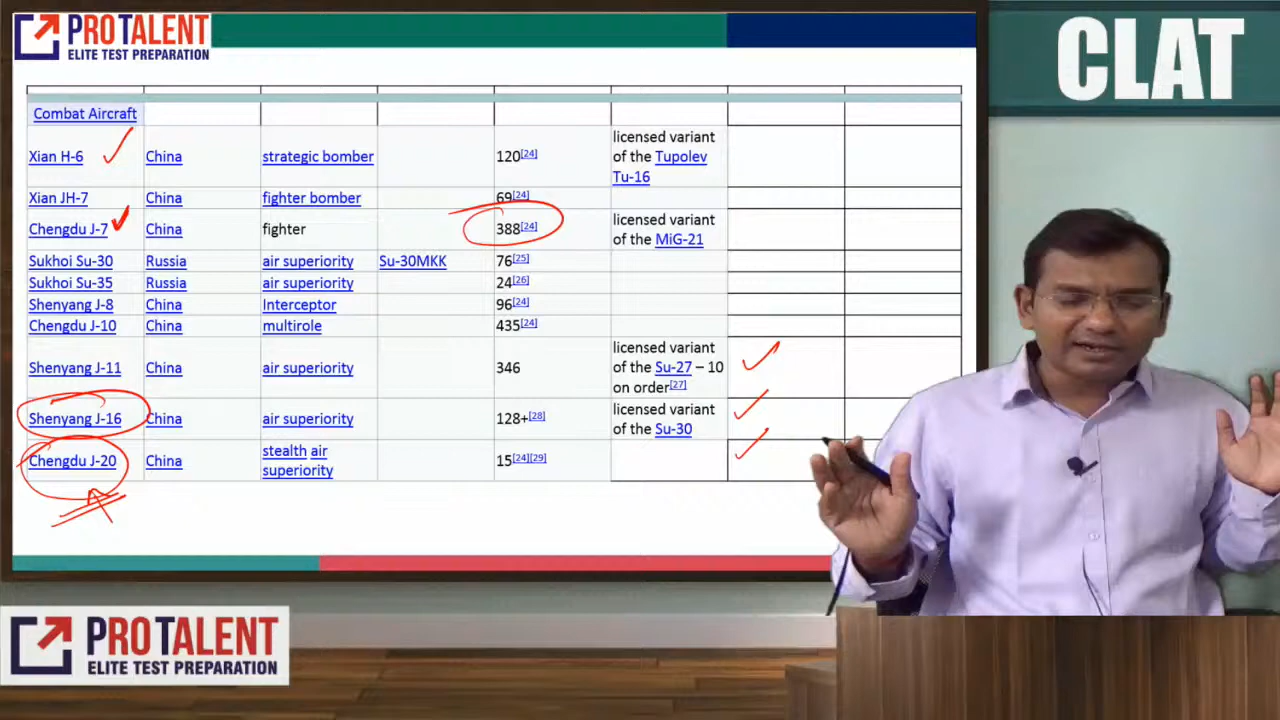 PROTALENT
ELITE TEST PREPARATION
CLAT
Combat Aircraft
Xian H-6 China strategic bomber 120[24] licensed variant
of the Tupolev
Tu-16
Xian JH-7 China fighter bomber 69[24]
Chengdu J-7 China fighter 388[24] licensed variant
of the MiG-21
Sukhoi Su-30 Russia air superiority Su-30MKK 76[25]
Sukhoi Su-35 Russia air superiority 24[26]
Shenyang J-8 China Interceptor 96[24]
Chengdu J-10 China multirole 435[24]
Shenyang J-11 China air superiority 346 licensed variant
of the Su-27 – 10
on order[27]
Shenyang J-16 China air superiority 128+[28] licensed variant
of the Su-30
Chengdu J-20 China stealth air
superiority 15[24][29]
PROTALENT
ELITE TEST PREPARATION